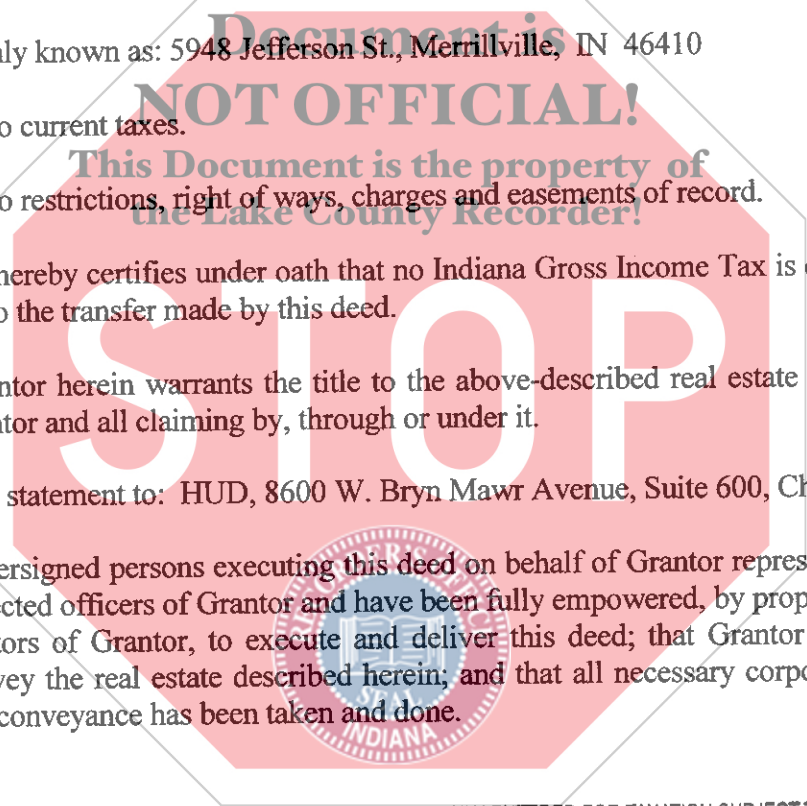 Document is
nly known as: 5948 Jefferson St., Merrillville, IN 46410
NOT OFFICIAL!
o current taxes.
This Document is the property of
o restrictions, right of ways, charges and easements of record.
the Lake County Recorder!
hereby certifies under oath that no Indiana Gross Income Tax is
o the transfer made by this deed.
STOP
ntor herein warrants the title to the above-described real estate
ntor and all claiming by, through or under it.
statement to: HUD, 8600 W. Bryn Mawr Avenue, Suite 600, Ch
ersigned persons executing this deed on behalf of Grantor repres
cted officers of Grantor and have been fully empowered, by prop
tors of Grantor, to execute and deliver this deed; that Grantor
vey the real estate described herein; and that all necessary corpo
conveyance has been taken and done.
SEAL
INDIANA